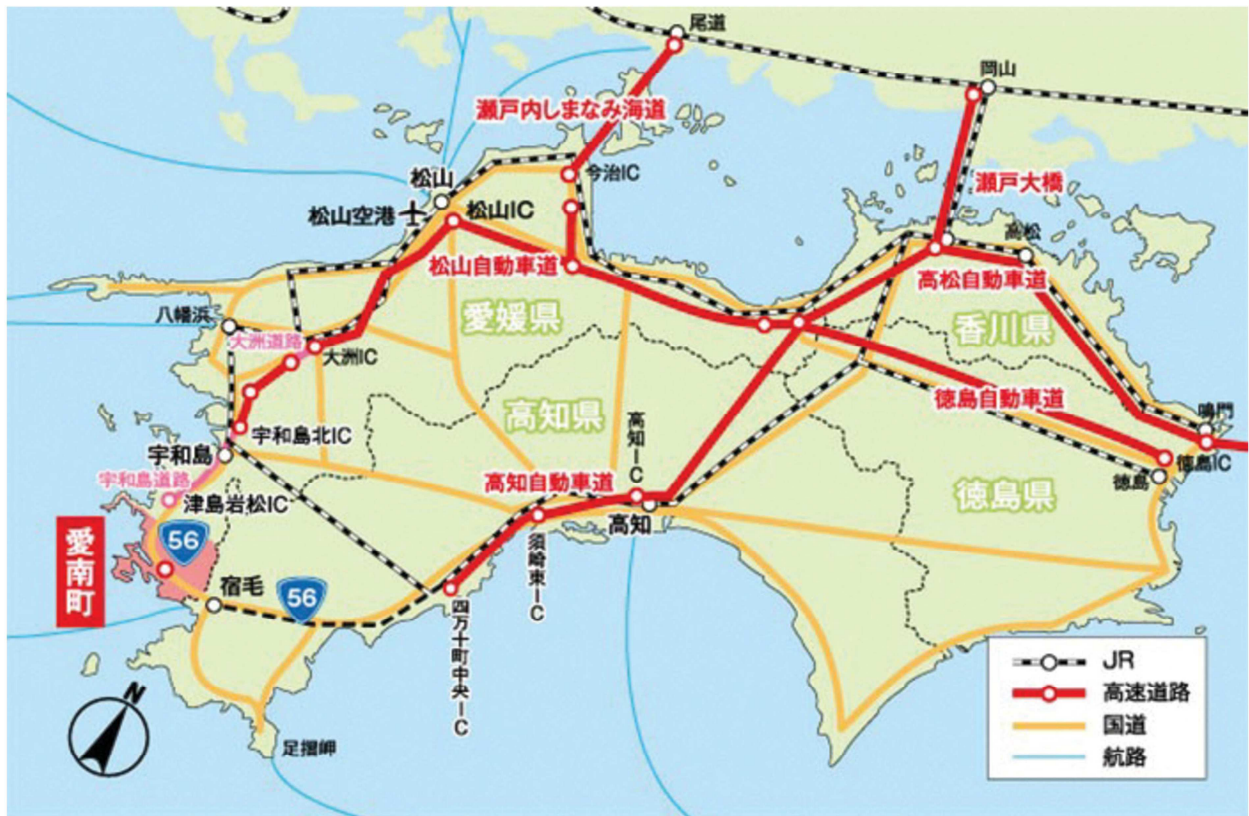 尾道
岡山
瀬戸内しまなみ海道
今治IC
瀬戸大橋
松山
松山空港
松山IC
高松
松山自動車道
高松自動車道
八幡浜
愛媛県
香川県
大洲道路
大洲IC
徳島自動車道
高知県
鳴門
宇和島北IC
高知IC
宇和島
徳島IC
宇和島道路
高知自動車道
徳島
徳島県
津島岩松IC
高知
愛南町
56
須崎東IC
宿毛
56
四万十町中央IC
JR
高速道路
国道
航路
N
足摺岬